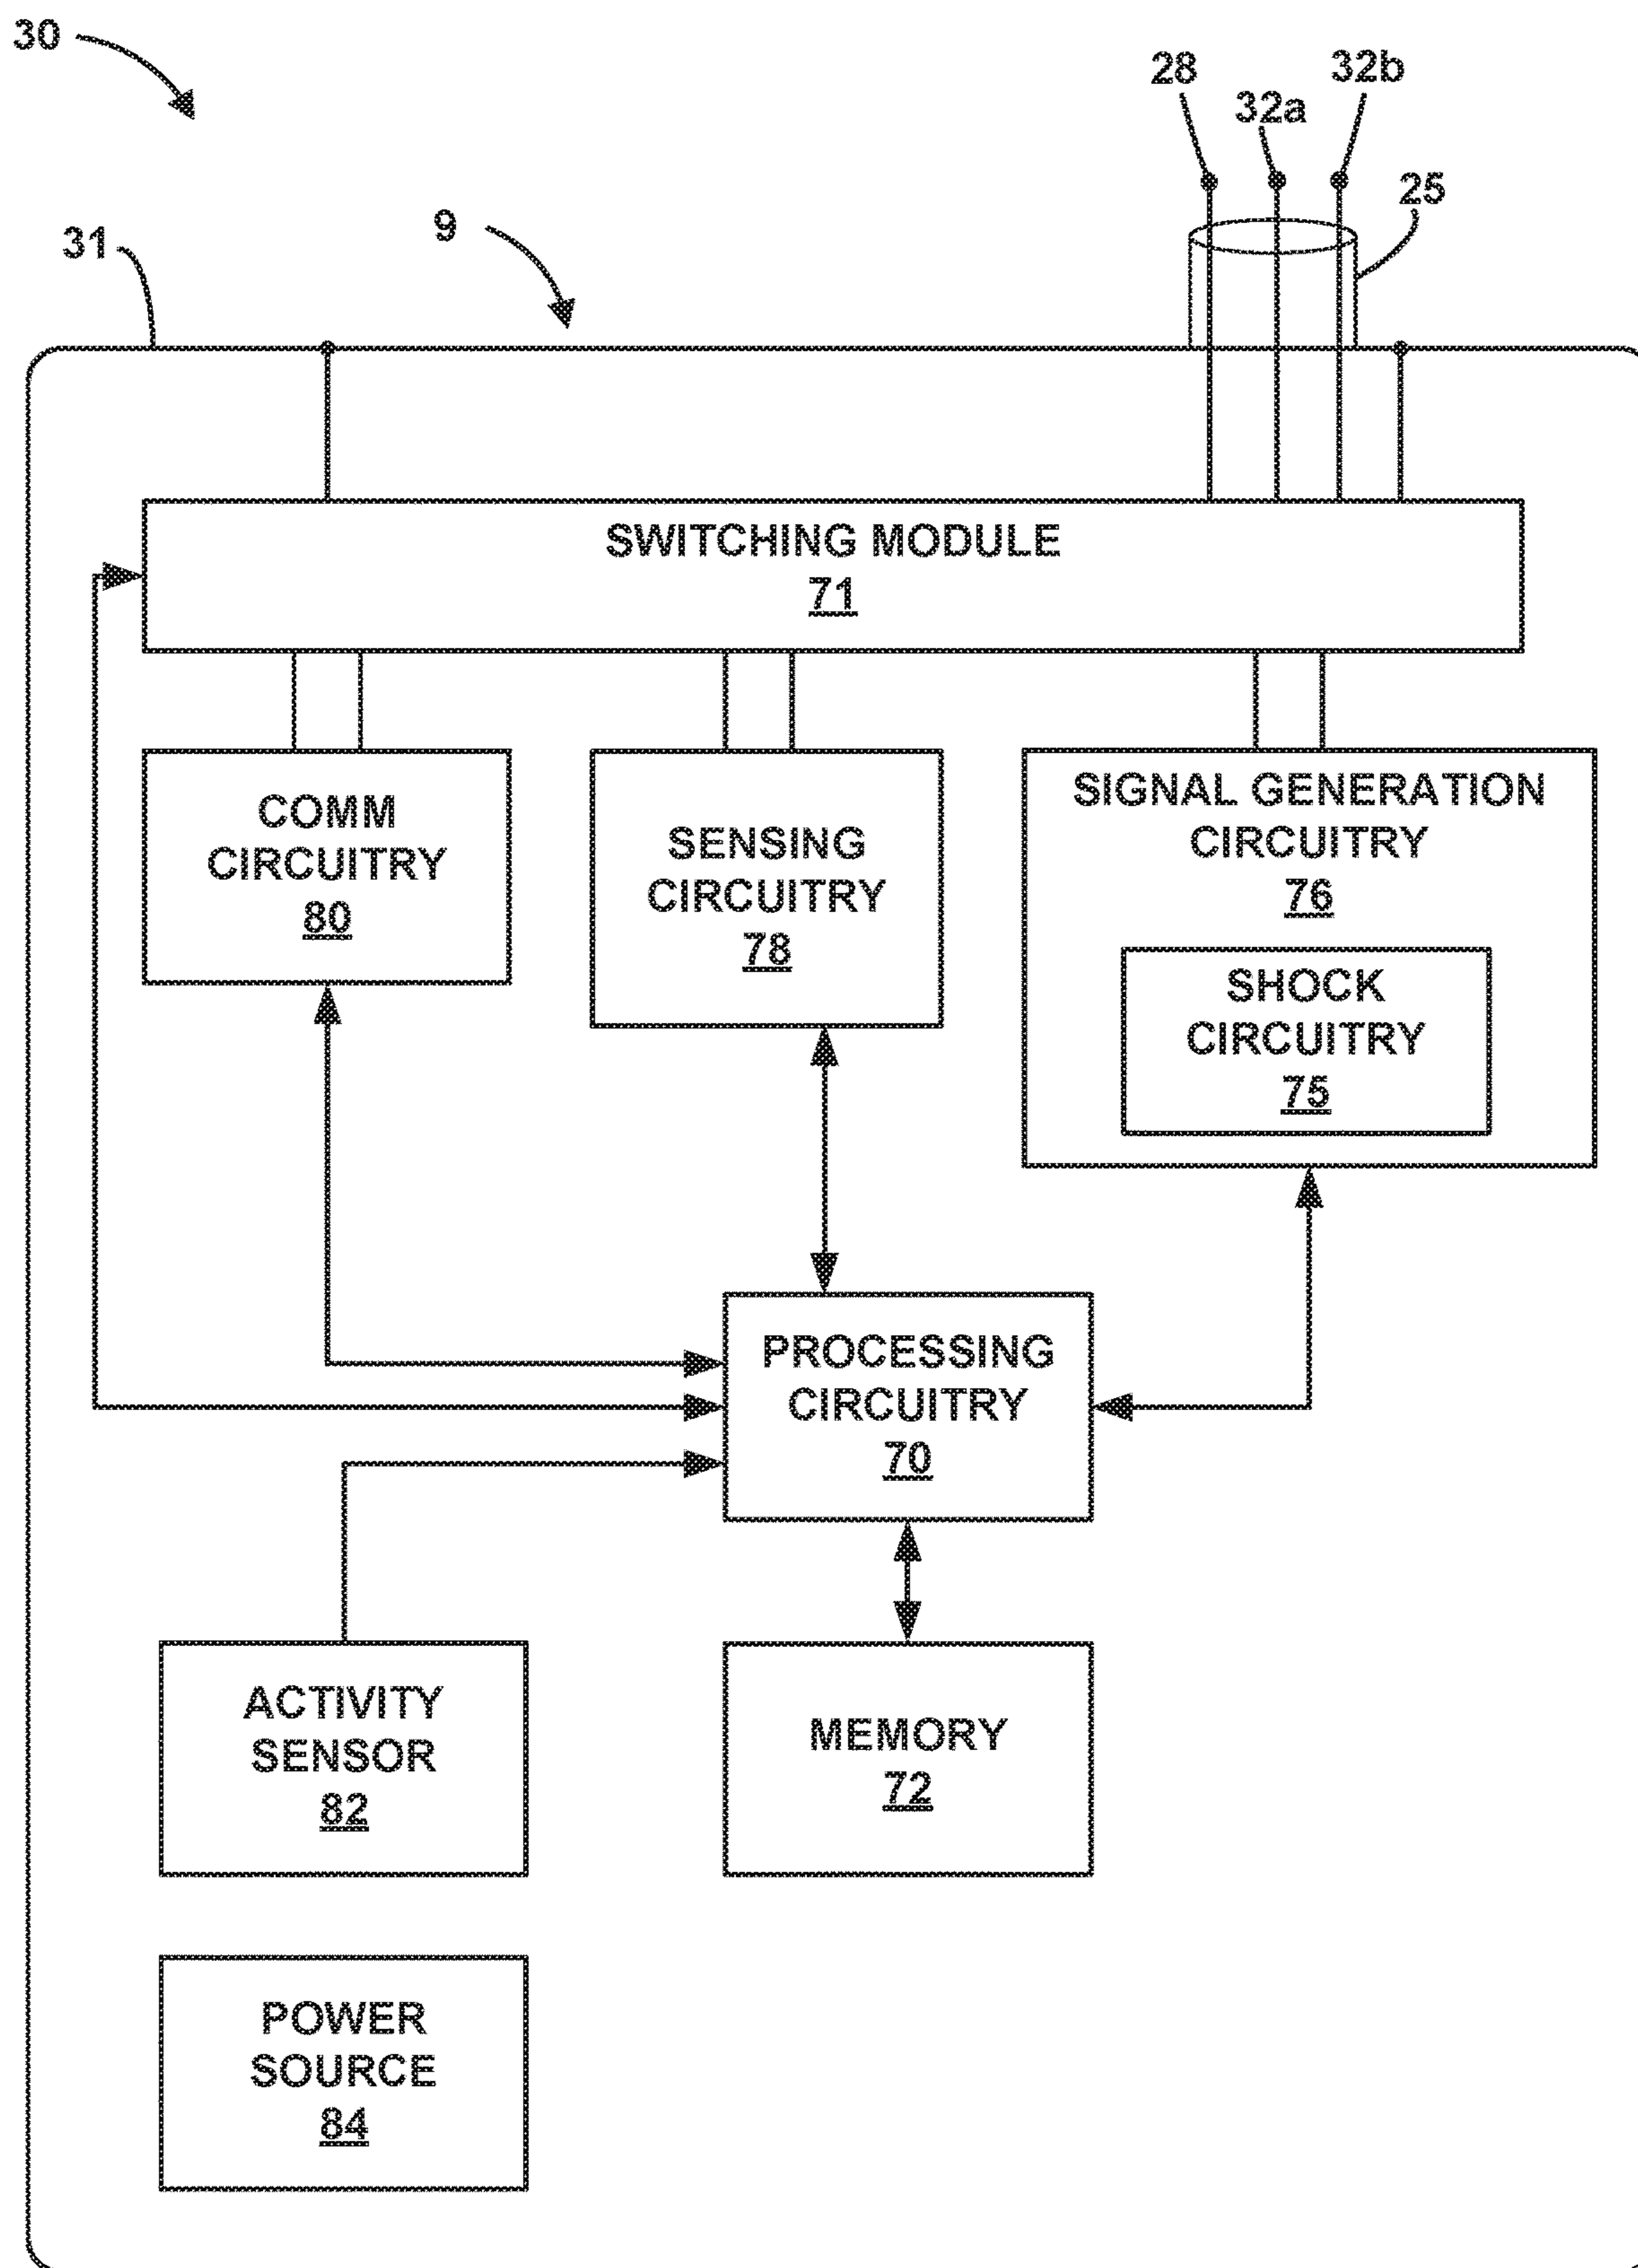 30
28
32b
32a
25
9
31
SWITCHING MODULE
71
COMM
CIRCUITRY
80
SENSING
CIRCUITRY
78
SIGNAL GENERATION
CIRCUITRY
76
SHOCK
CIRCUITRY
75
PROCESSING
CIRCUITRY
70
ACTIVITY
SENSOR
82
MEMORY
72
POWER
SOURCE
84